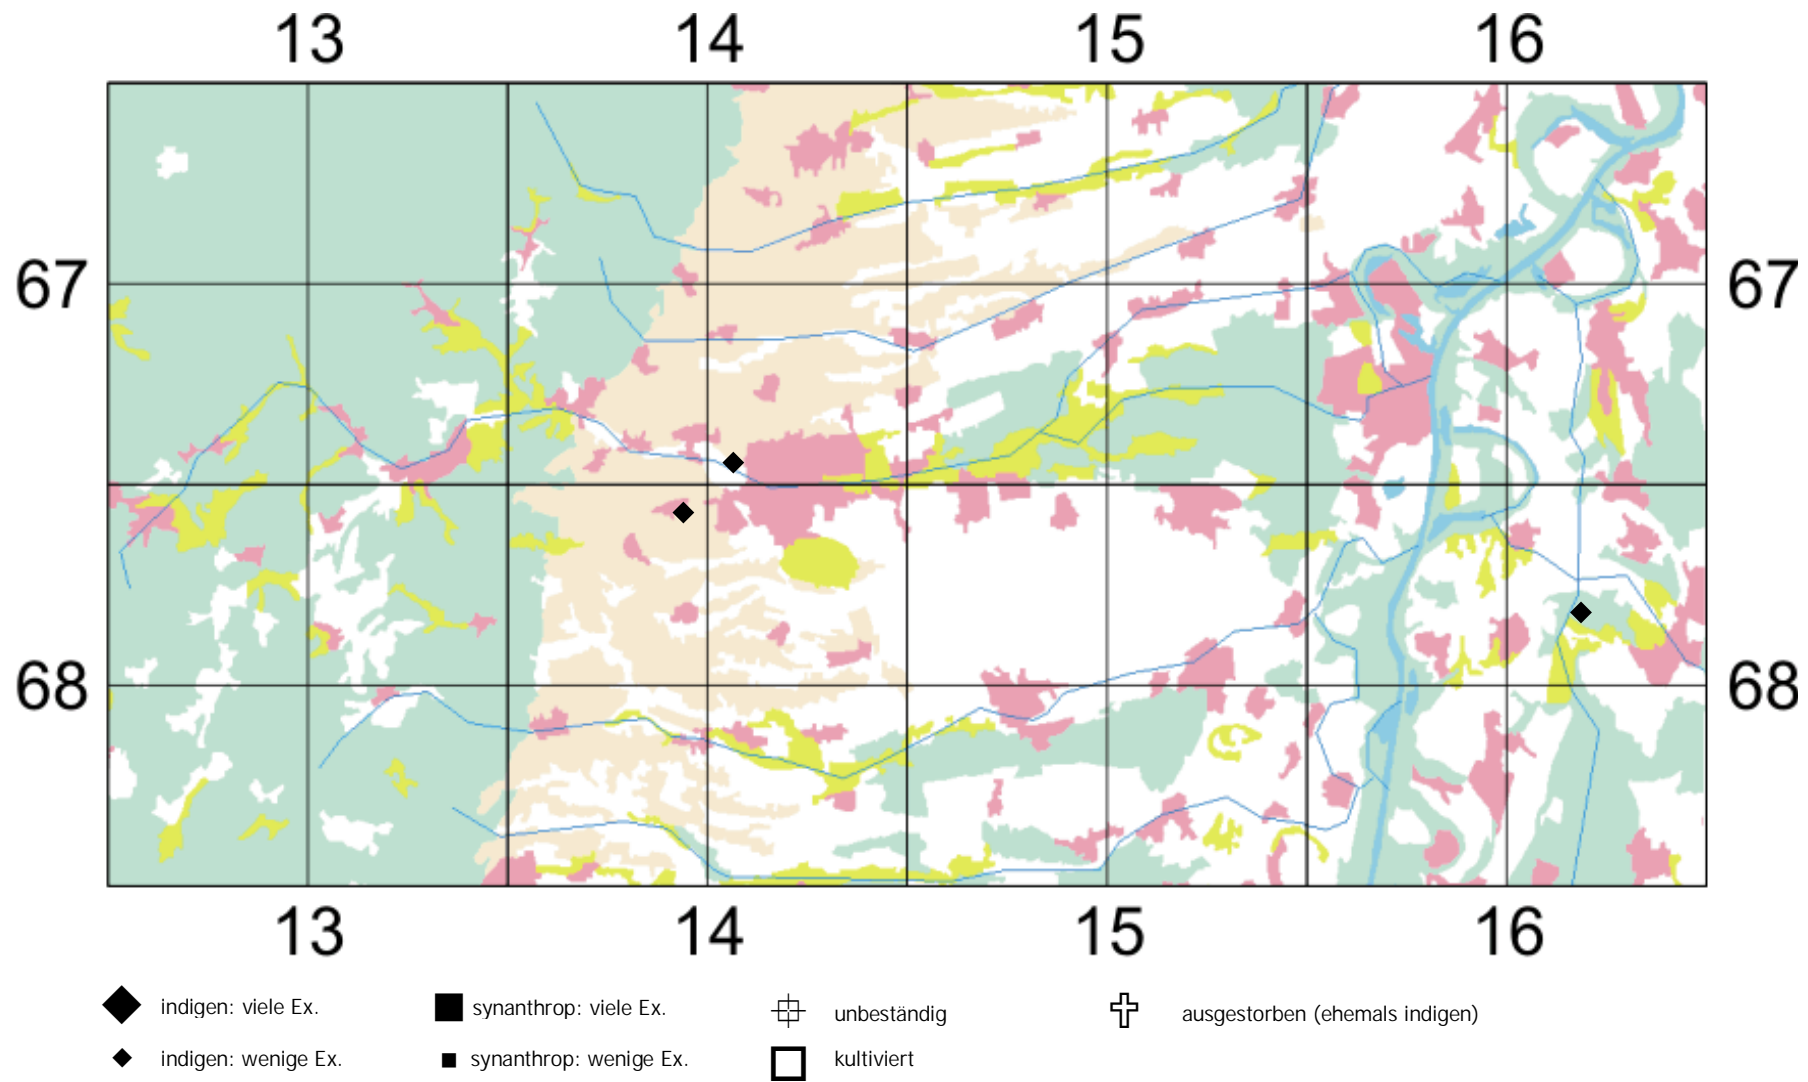 13 14 15 16
67 67
68 68
13 14 15 16
indigen: viele Ex. synanthrop: viele Ex. unbeständig ausgestorben (ehemals indigen)
indigen: wenige Ex. synanthrop: wenige Ex. kultiviert